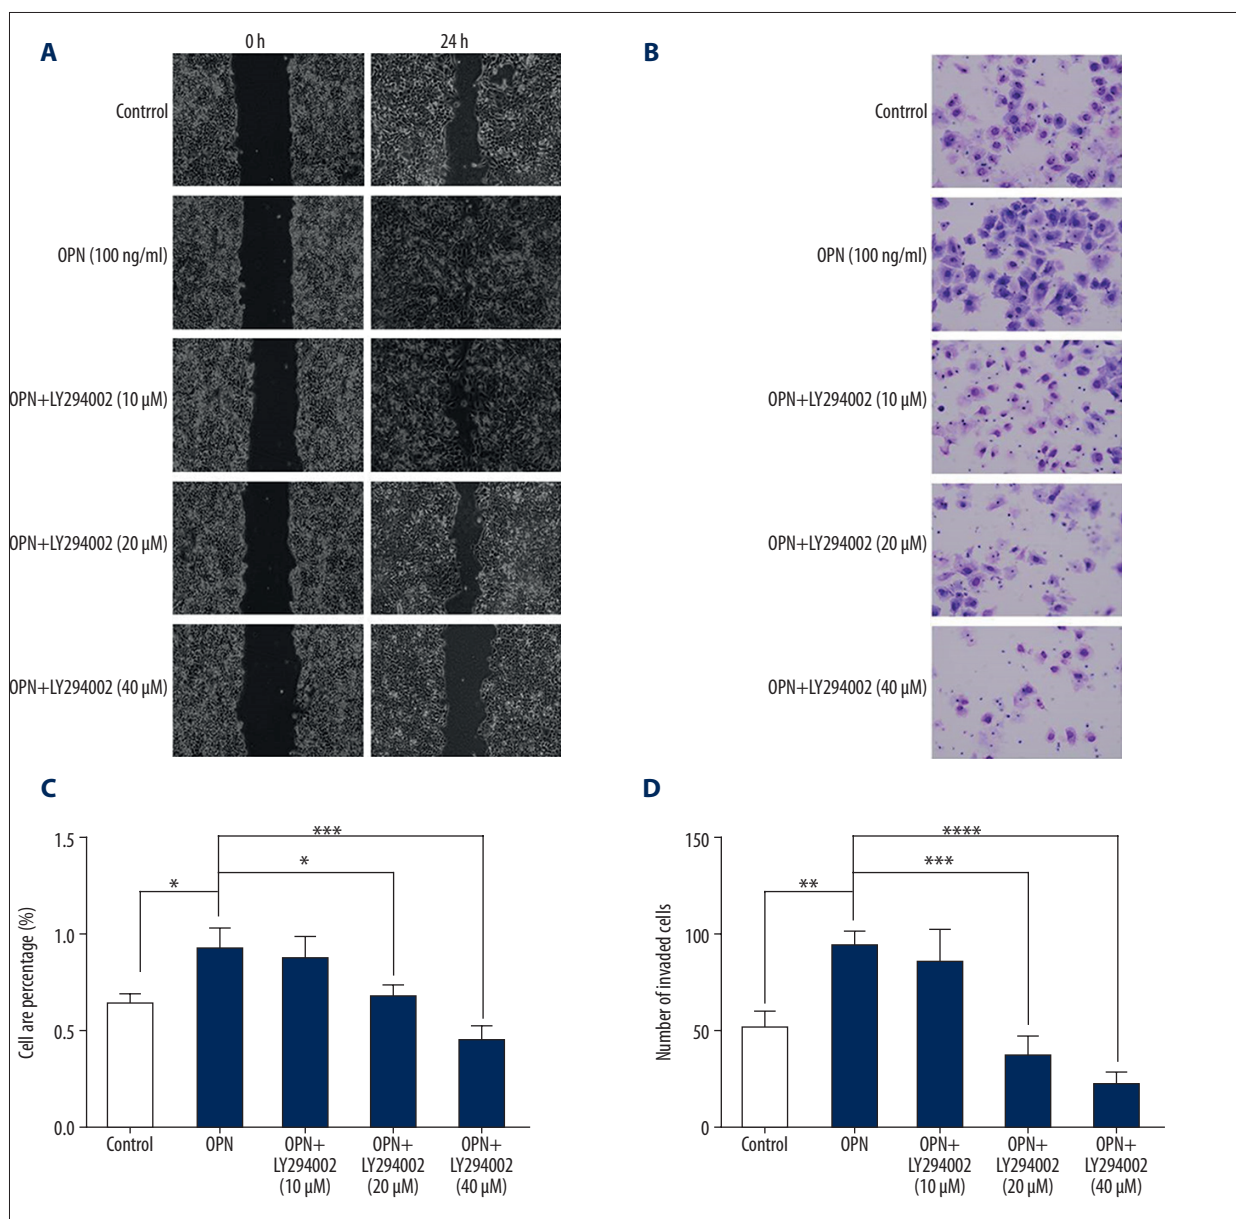 A
0 h
24 h
Contrrol
OPN (100 ng/ml)
OPN+LY294002 (10 μM)
OPN+LY294002 (20 μM)
OPN+LY294002 (40 μM)
B
Contrrol
OPN (100 ng/ml)
OPN+LY294002 (10 μM)
OPN+LY294002 (20 μM)
OPN+LY294002 (40 μM)
C
Cell are percentage (%)
1.5
1.0
0.5
0.0
***
*
*
Control
OPN
OPN+
LY294002
(10 μM)
OPN+
LY294002
(20 μM)
OPN+
LY294002
(40 μM)
D
Number of invaded cells
150
100
50
0
****
***
**
Control
OPN
OPN+
LY294002
(10 μM)
OPN+
LY294002
(20 μM)
OPN+
LY294002
(40 μM)